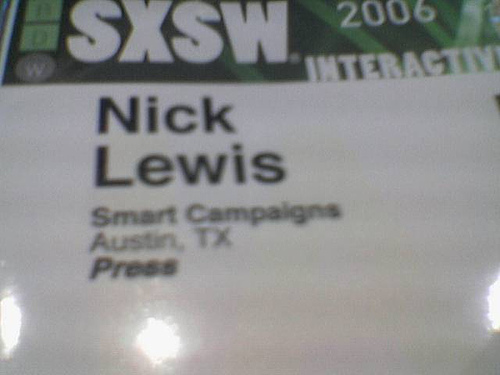 SXSW 2006
INTERACTIVE
W
Nick
Lewis
Smart Campaigns
Austin, TX
Press